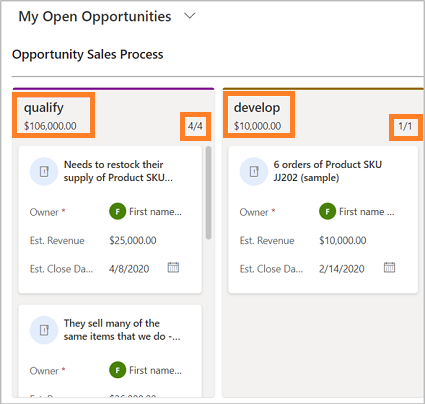 My Open Opportunities
Opportunity Sales Process
qualify
$106,000.00
4/4
Needs to restock their
supply of Product SKU...
Owner *
F First name...
Est. Revenue
$25,000.00
Est. Close Da...
4/8/2020
They sell many of the
same items that we do -...
Owner *
F First name...
develop
$10,000.00
1/1
6 orders of Product SKU
JJ202 (sample)
Owner *
F First name...
Est. Revenue
$10,000.00
Est. Close Da...
2/14/2020